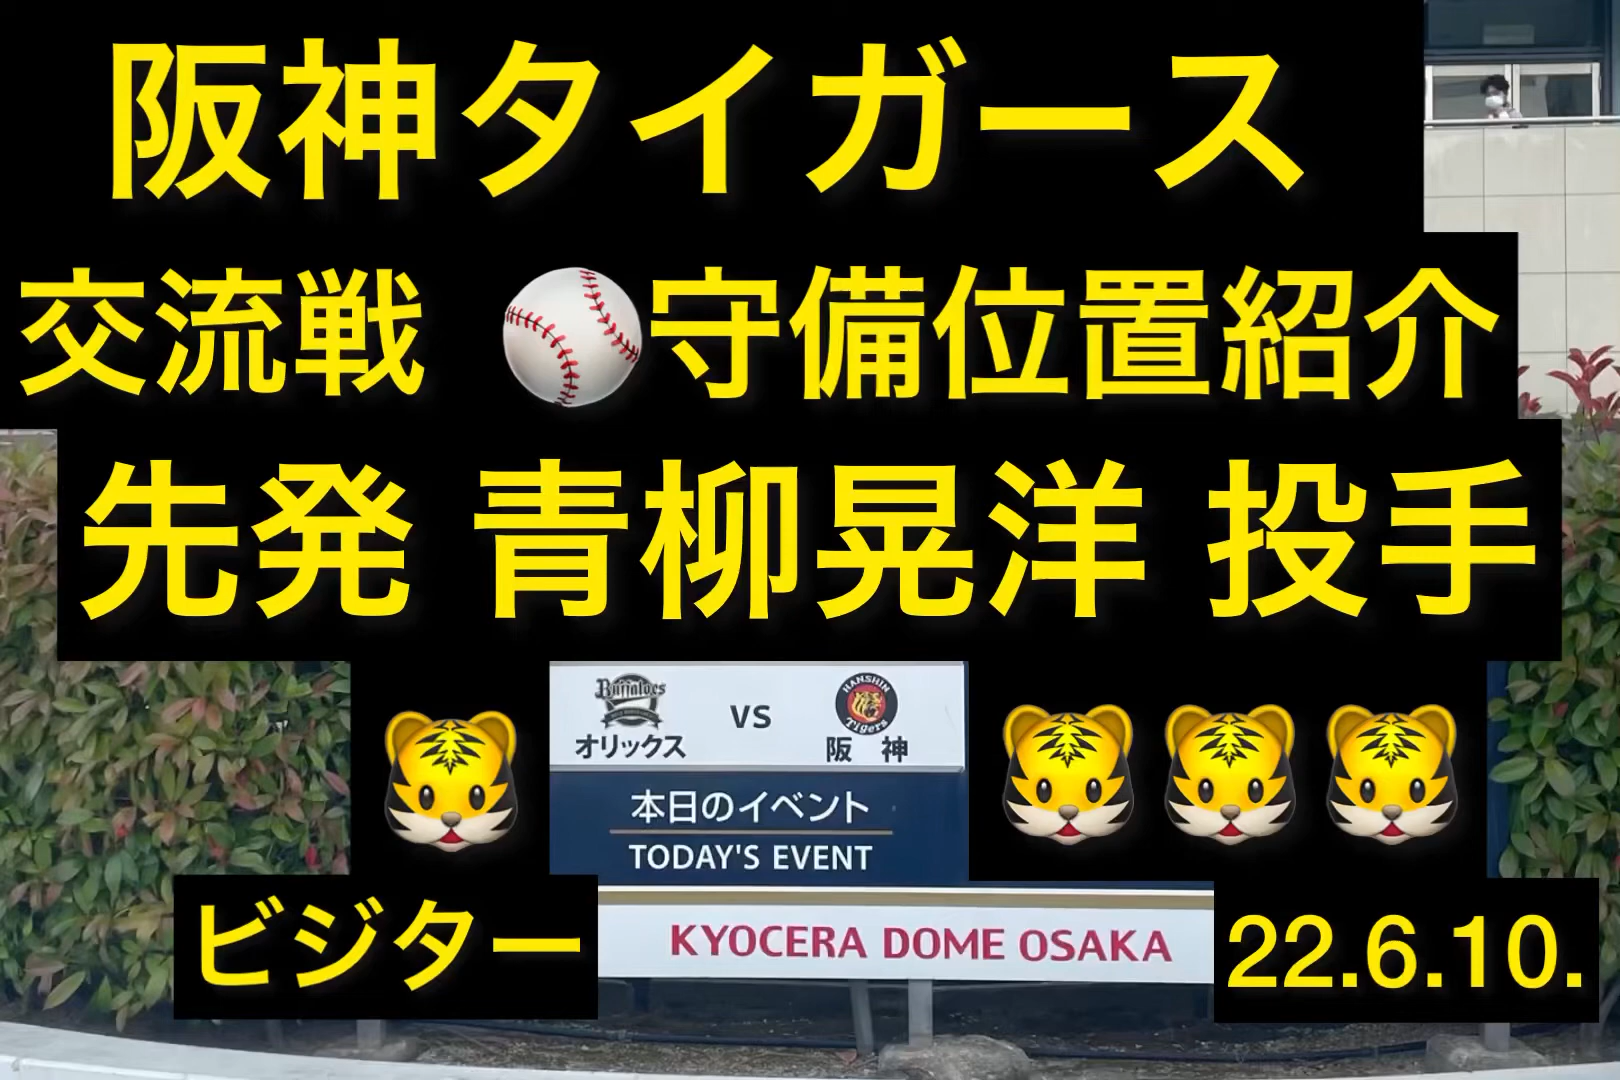 阪神タイガース
交流戦 ⚾守備位置紹介
先発 青柳晃洋 投手
Buffaloes
オリックス
vs
HANSHIN
Tigers
阪 神
本日のイベント
TODAY'S EVENT
ビジター
KYOCERA DOME OSAKA
22.6.10.